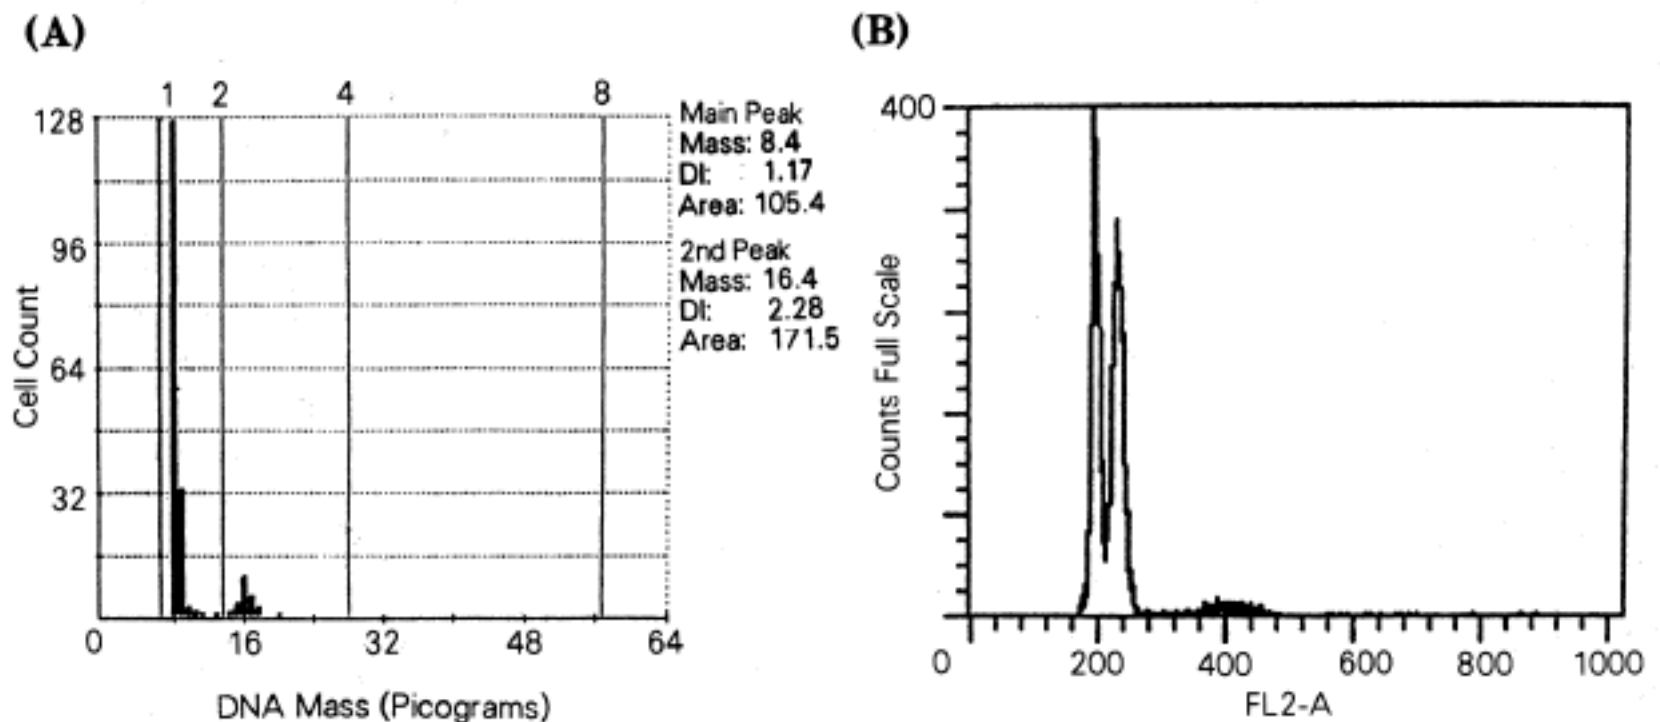 (A)
1 2 4 8
128
96
64
32
0 16 32 48 64
Cell Count
DNA Mass (Picograms)
Main Peak
Mass: 8.4
DI: 1.17
Area: 105.4
2nd Peak
Mass: 16.4
DI: 2.28
Area: 171.5
(B)
400
Counts Full Scale
0 200 400 600 800 1000
FL2-A